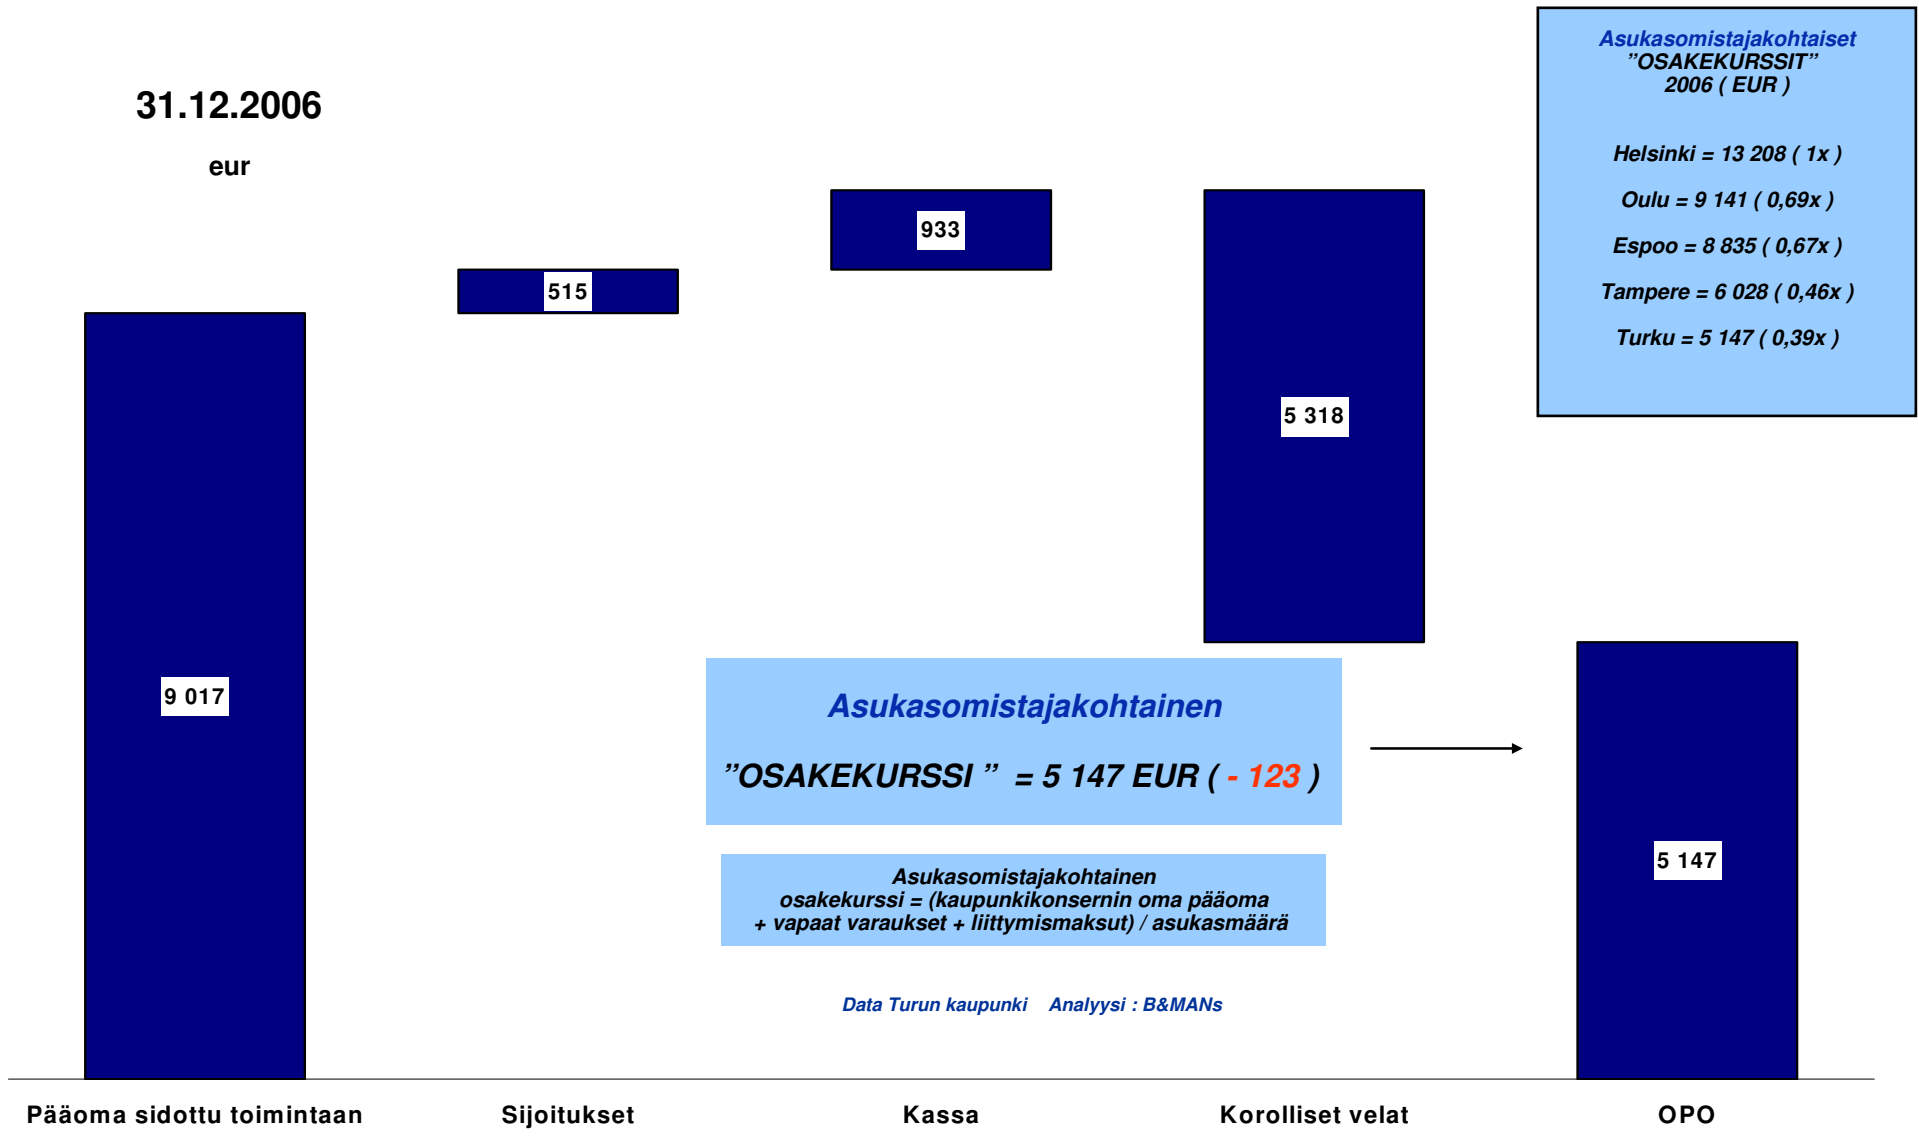 31.12.2006
eur
Asukasomistajakohtaiset
”OSAKEKURSSIT”
2006 ( EUR )
Helsinki = 13 208 ( 1x )
Oulu = 9 141 ( 0,69x )
Espoo = 8 835 ( 0,67x )
Tampere = 6 028 ( 0,46x )
Turku = 5 147 ( 0,39x )
9 017
515
933
5 318
5 147
Asukasomistajakohtainen
”OSAKEKURSSI ” = 5 147 EUR ( - 123 )
Asukasomistajakohtainen
osakekurssi = (kaupunkikonsernin oma pääoma
+ vapaat varaukset + liittymismaksut) / asukasmäärä
Data Turun kaupunki Analyysi : B&MANs
Pääoma sidottu toimintaan
Sijoitukset
Kassa
Korolliset velat
OPO